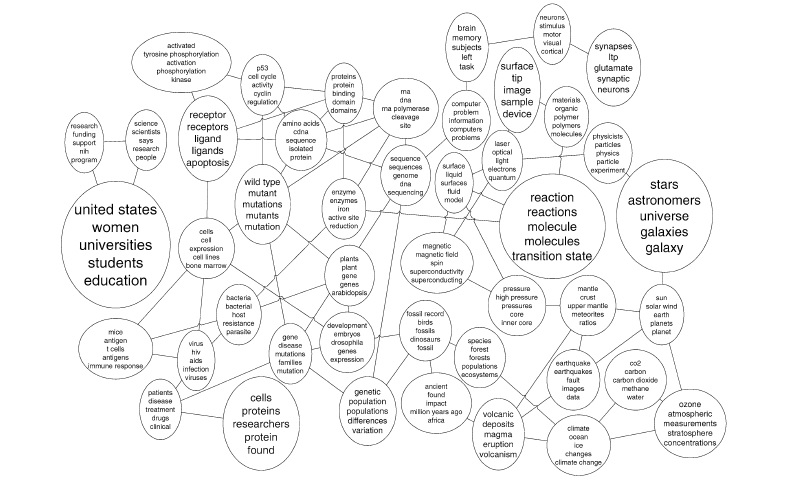 neurons
stimulus
motor
visual
cortical
brain
memory
subjects
left
task
synapses
ltp
glutamate
synaptic
neurons
activated
tyrosine phosphorylation
activation
phosphorylation
kinase
surface
tip
image
sample
device
p53
cell cycle
activity
cyclin
regulation
proteins
protein
binding
domain
domains
rna
dna
rna polymerase
cleavage
site
materials
organic
polymer
polymers
molecules
computer
problem
information
computers
problems
research
funding
support
nih
program
science
scientists
says
research
people
receptor
receptors
ligand
ligands
apoptosis
amino acids
cdna
sequence
isolated
protein
laser
optical
light
electrons
quantum
physicists
particles
physics
particle
experiment
sequence
sequences
genome
dna
sequencing
surface
liquid
surfaces
fluid
model
wild type
mutant
mutations
mutants
mutation
enzyme
enzymes
iron
active site
reduction
reaction
reactions
molecule
molecules
transition state
stars
astronomers
universe
galaxies
galaxy
united states
women
universities
students
education
cells
cell
expression
cell lines
bone marrow
magnetic
magnetic field
spin
superconductivity
superconducting
plants
plant
gene
genes
arabidopsis
pressure
high pressure
pressures
core
inner core
mantle
crust
upper mantle
meteorites
ratios
sun
solar wind
earth
planets
planet
bacteria
bacterial
host
resistance
parasite
fossil record
birds
fossils
dinosaurs
fossil
development
embryos
drosophila
genes
expression
mice
antigen
t cells
antigens
immune response
virus
hiv
aids
infection
viruses
gene
disease
mutations
families
mutation
species
forest
forests
populations
ecosystems
earthquake
earthquakes
fault
images
data
co2
carbon
carbon dioxide
methane
water
patients
disease
treatment
drugs
clinical
cells
proteins
researchers
protein
found
genetic
population
populations
differences
variation
ancient
found
impact
million years ago
africa
volcanic
deposits
magma
eruption
volcanism
climate
ocean
ice
changes
climate change
ozone
atmospheric
measurements
stratosphere
concentrations